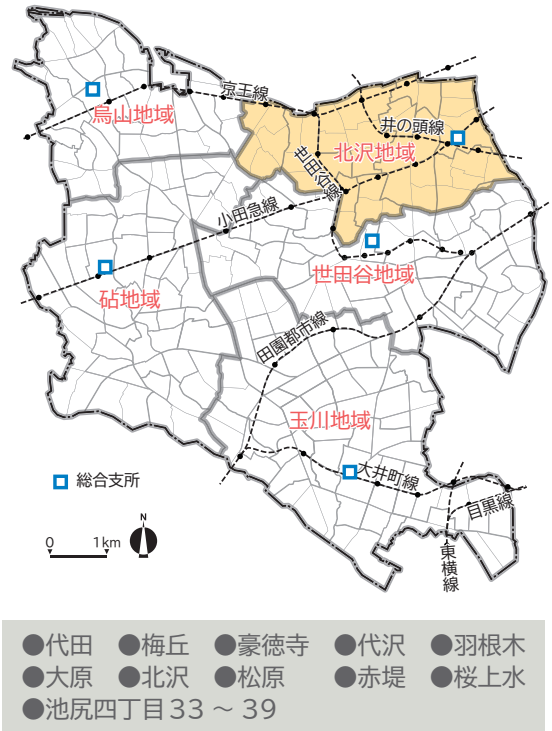 京王線
烏山地域
井の頭線
北沢地域
世田谷線
小田急線
世田谷地域
砧地域
田園都市線
玉川地域
大井町線
総合支所
目黒線
N
0 1km
東横線
●代田 ●梅丘 ●豪徳寺 ●代沢 ●羽根木
●大原 ●北沢 ●松原 ●赤堤 ●桜上水
●池尻四丁目33 ~ 39